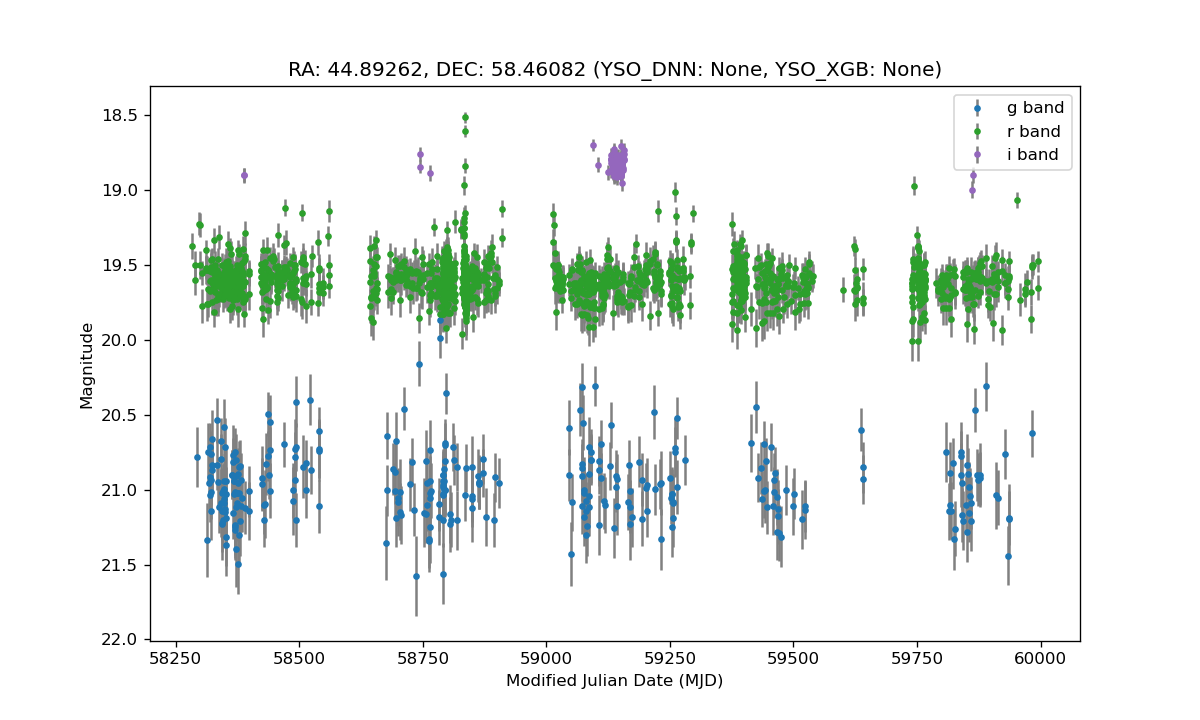 RA: 44.89262, DEC: 58.46082 (YSO_DNN: None, YSO_XGB: None)
g band
r band
i band
18.5
19.0
19.5
20.0
20.5
21.0
21.5
22.0
Magnitude
58250
58500
58750
59000
59250
59500
59750
60000
Modified Julian Date (MJD)